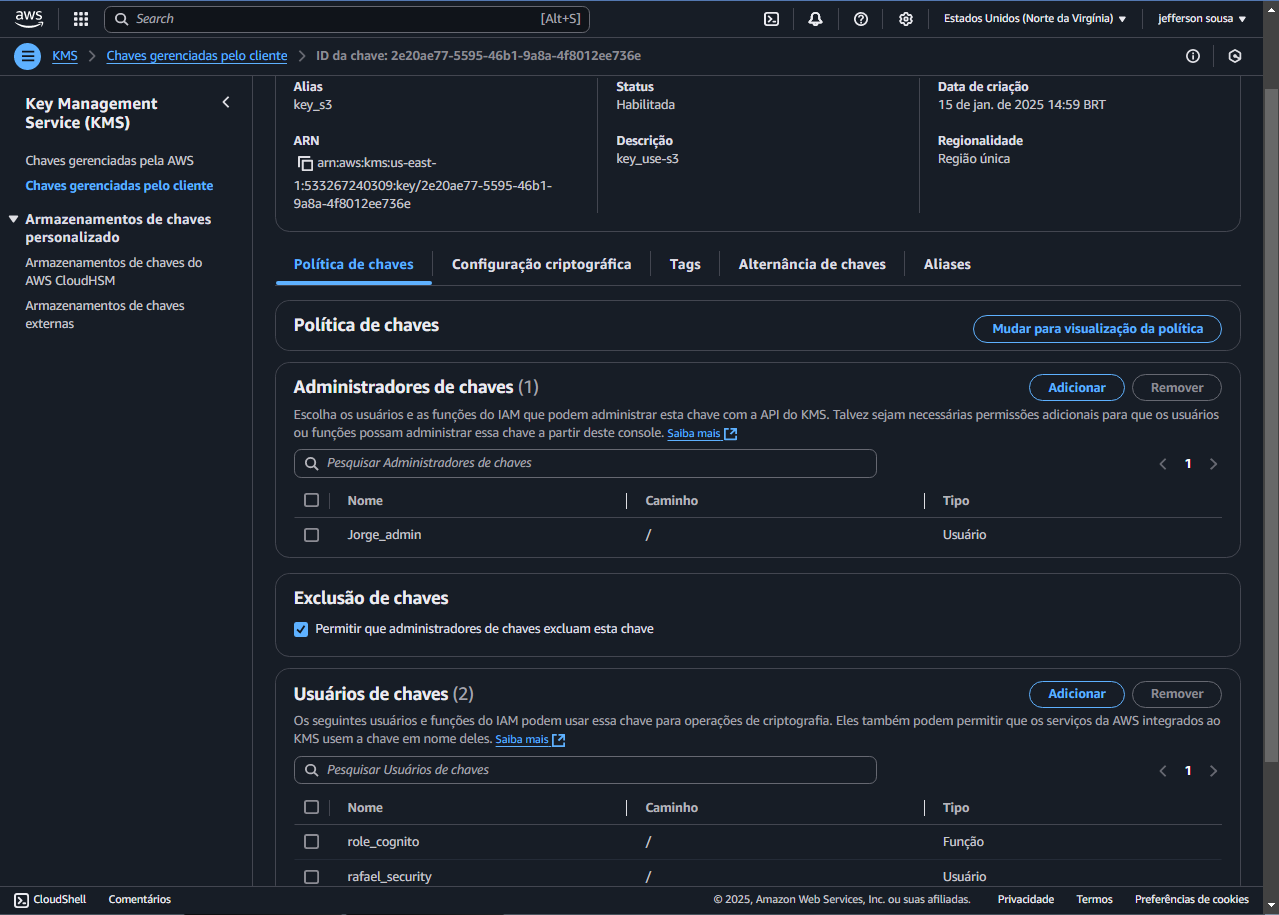 aws
Search [Alt+S]
Estados Unidos (Norte da Virgínia)
jefferson sousa
KMS
Chaves gerenciadas pelo cliente
ID da chave: 2e20ae77-5595-46b1-9a8a-4f8012ee736e
Key Management
Service (KMS)
Chaves gerenciadas pela AWS
Chaves gerenciadas pelo cliente
Armazenamentos de chaves
personalizado
Armazenamentos de chaves do
AWS CloudHSM
Armazenamentos de chaves
externas
Alias
key_s3
ARN
arn:aws:kms:us-east-
1:533267240309:key/2e20ae77-5595-46b1-
9a8a-4f8012ee736e
Status
Habilitada
Descrição
key_use-s3
Data de criação
15 de jan. de 2025 14:59 BRT
Regionalidade
Região única
Política de chaves
Configuração criptográfica
Tags
Alternância de chaves
Aliases
Política de chaves
Mudar para visualização da política
Administradores de chaves (1)
Adicionar
Remover
Escolha os usuários e as funções do IAM que podem administrar esta chave com a API do KMS. Talvez sejam necessárias permissões adicionais para que os usuários
ou funções possam administrar essa chave a partir deste console. Saiba mais
Pesquisar Administradores de chaves
1
Nome Caminho Tipo
Jorge_admin / Usuário
Exclusão de chaves
Permitir que administradores de chaves excluam esta chave
Usuários de chaves (2)
Adicionar
Remover
Os seguintes usuários e funções do IAM podem usar essa chave para operações de criptografia. Eles também podem permitir que os serviços da AWS integrados ao
KMS usem a chave em nome deles. Saiba mais
Pesquisar Usuários de chaves
1
Nome Caminho Tipo
role_cognito / Função
rafael_security / Usuário
CloudShell
Comentários
© 2025, Amazon Web Services, Inc. ou suas afiliadas.
Privacidade
Termos
Preferências de cookies